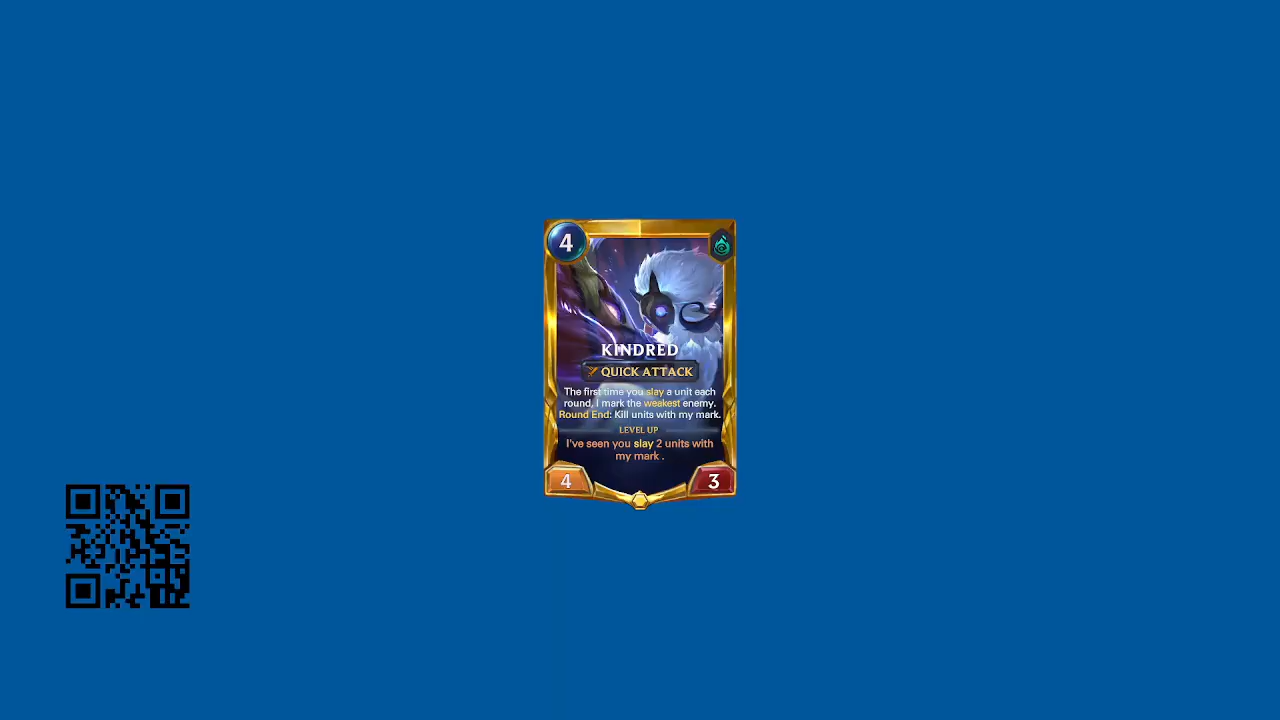 4
KINDRED
QUICK ATTACK
The first time you slay a unit each
round, I mark the weakest enemy.
Round End: Kill units with my mark.
LEVEL UP
I've seen you slay 2 units with
my mark .
4 3